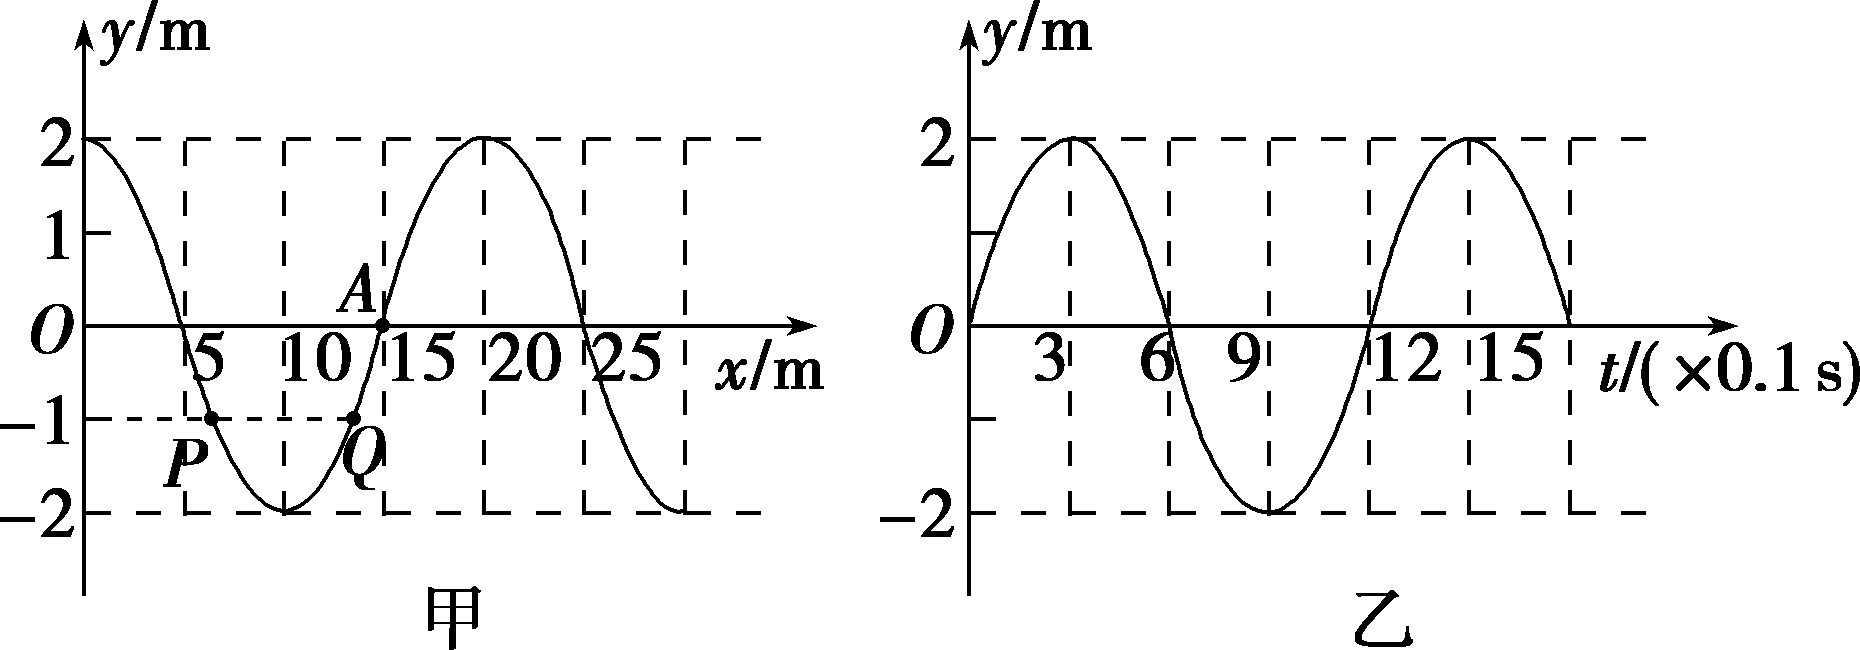 y/m
2
1
O
-1
-2
A
P
Q
5 10 15 20 25
x/m
甲
y/m
2
O
-2
3 6 9 12 15
t/(×0.1 s)
乙